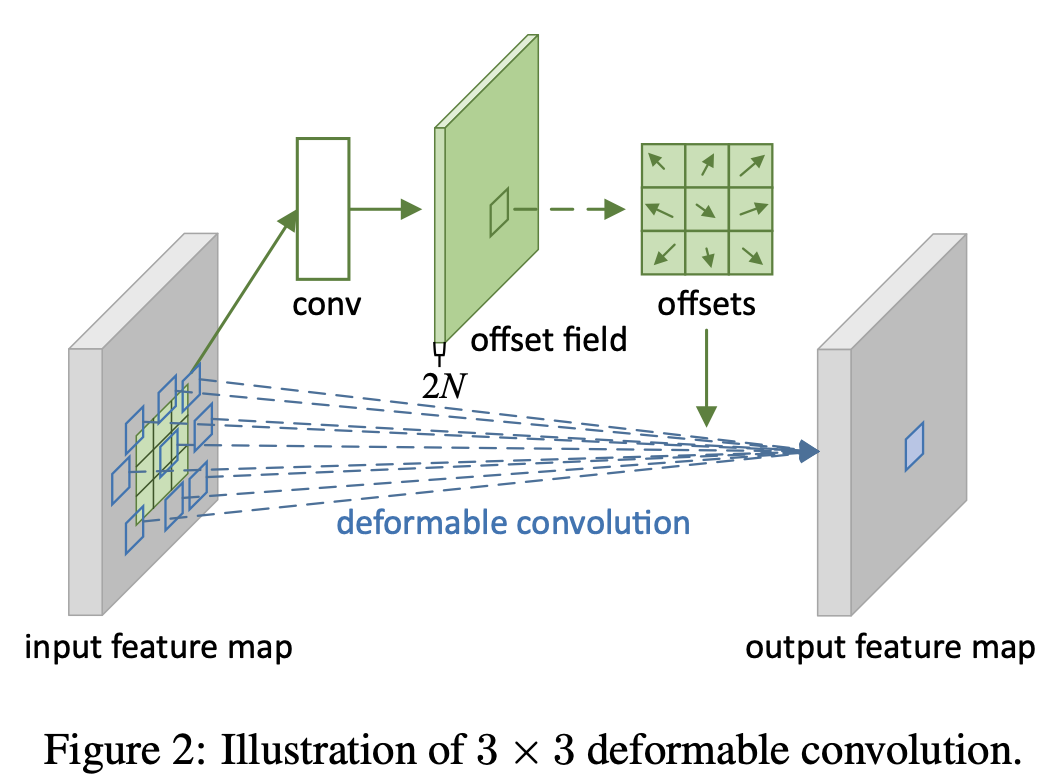 conv
offset field
offsets
2N
deformable convolution
input feature map
output feature map
Figure 2: Illustration of 3 × 3 deformable convolution.